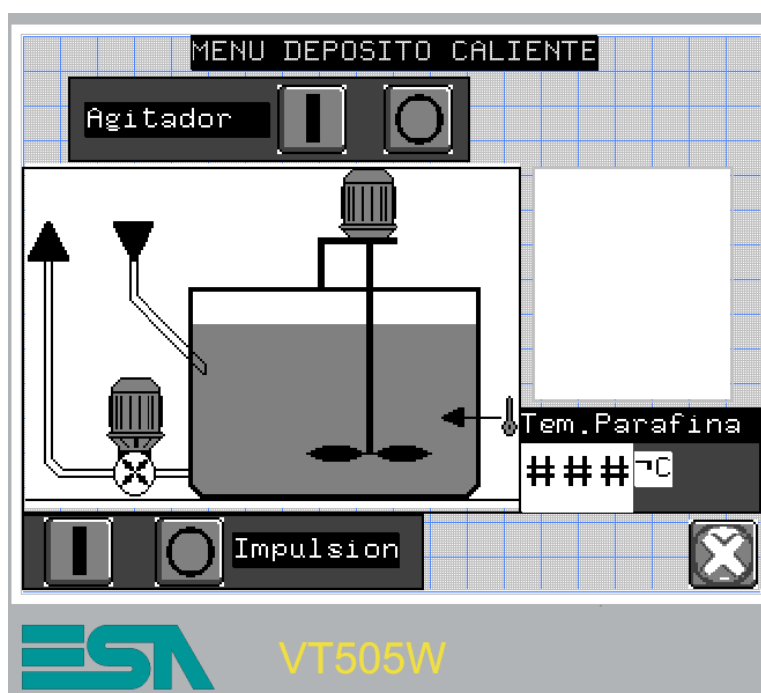 MENU DEPOSITO CALIENTE
Agitador
Tem.Parafina
###¬C
Impulsion
ESA
VT505W